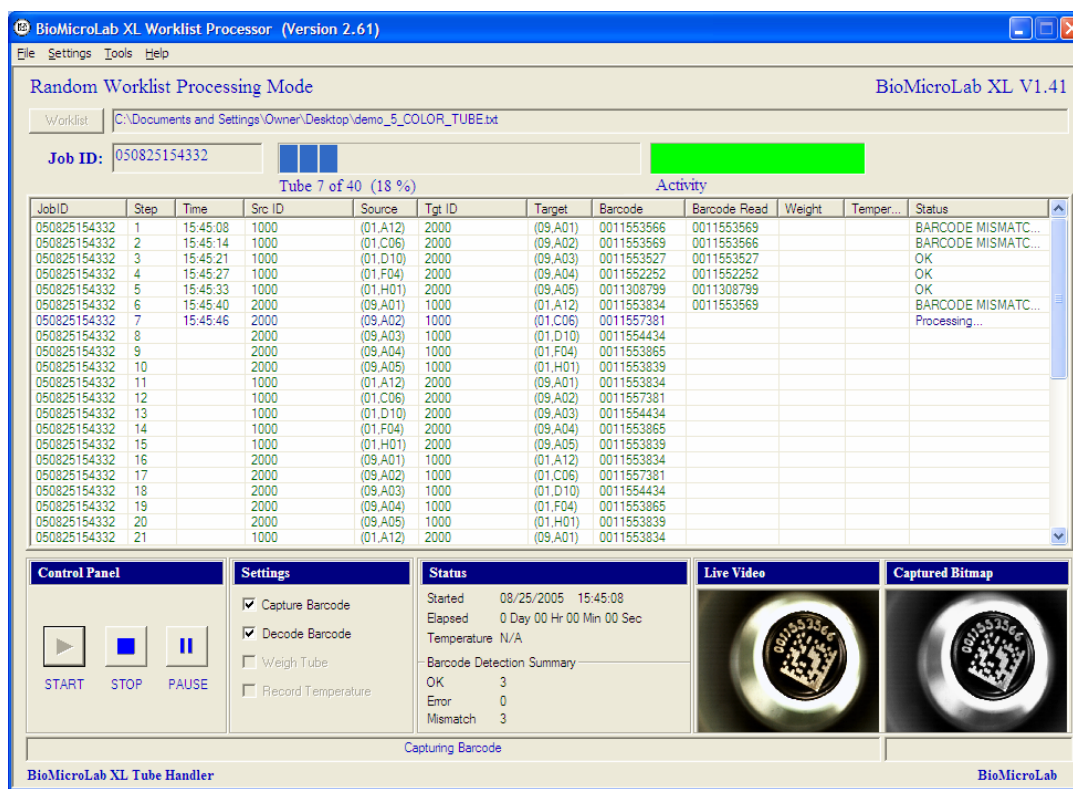 BioMicroLab XL Worklist Processor (Version 2.61)
File Settings Tools Help
Random Worklist Processing Mode BioMicroLab XL V1.41
Worklist C:\Documents and Settings\Owner\Desktop\demo_5_COLOR_TUBE.txt
Job ID: 050825154332
Tube 7 of 40 (18 %) Activity
JobID Step Time Src ID Source Tgt ID Target Barcode Barcode Read Weight Temper... Status
050825154332 1 15:45:08 1000 (01,A12) 2000 (09,A01) 0011553566 0011553569 BARCODE MISMATC...
050825154332 2 15:45:14 1000 (01,C06) 2000 (09,A02) 0011553569 0011553566 BARCODE MISMATC...
050825154332 3 15:45:21 1000 (01,D10) 2000 (09,A03) 0011553527 0011553527 OK
050825154332 4 15:45:27 1000 (01,F04) 2000 (09,A04) 0011552252 0011552252 OK
050825154332 5 15:45:33 1000 (01,H01) 2000 (09,A05) 0011308799 0011308799 OK
050825154332 6 15:45:40 2000 (09,A01) 1000 (01,A12) 0011553834 0011553569 BARCODE MISMATC...
050825154332 7 15:45:46 2000 (09,A02) 1000 (01,C06) 0011557381 Processing...
050825154332 8 2000 (09,A03) 1000 (01,D10) 0011554434
050825154332 9 2000 (09,A04) 1000 (01,F04) 0011553865
050825154332 10 2000 (09,A05) 1000 (01,H01) 0011553839
050825154332 11 1000 (01,A12) 2000 (09,A01) 0011553834
050825154332 12 1000 (01,C06) 2000 (09,A02) 0011557381
050825154332 13 1000 (01,D10) 2000 (09,A03) 0011554434
050825154332 14 1000 (01,F04) 2000 (09,A04) 0011553865
050825154332 15 1000 (01,H01) 2000 (09,A05) 0011553839
050825154332 16 2000 (09,A01) 1000 (01,A12) 0011553834
050825154332 17 2000 (09,A02) 1000 (01,C06) 0011557381
050825154332 18 2000 (09,A03) 1000 (01,D10) 0011554434
050825154332 19 2000 (09,A04) 1000 (01,F04) 0011553865
050825154332 20 2000 (09,A05) 1000 (01,H01) 0011553839
050825154332 21 1000 (01,A12) 2000 (09,A01) 0011553834
Control Panel Settings Status Live Video Captured Bitmap
START STOP PAUSE
Capture Barcode
Decode Barcode
Weigh Tube
Record Temperature
Started 08/25/2005 15:45:08
Elapsed 0 Day 00 Hr 00 Min 00 Sec
Temperature N/A
Barcode Detection Summary
OK 3
Error 0
Mismatch 3
0011553566
0011553566
Capturing Barcode
BioMicroLab XL Tube Handler BioMicroLab